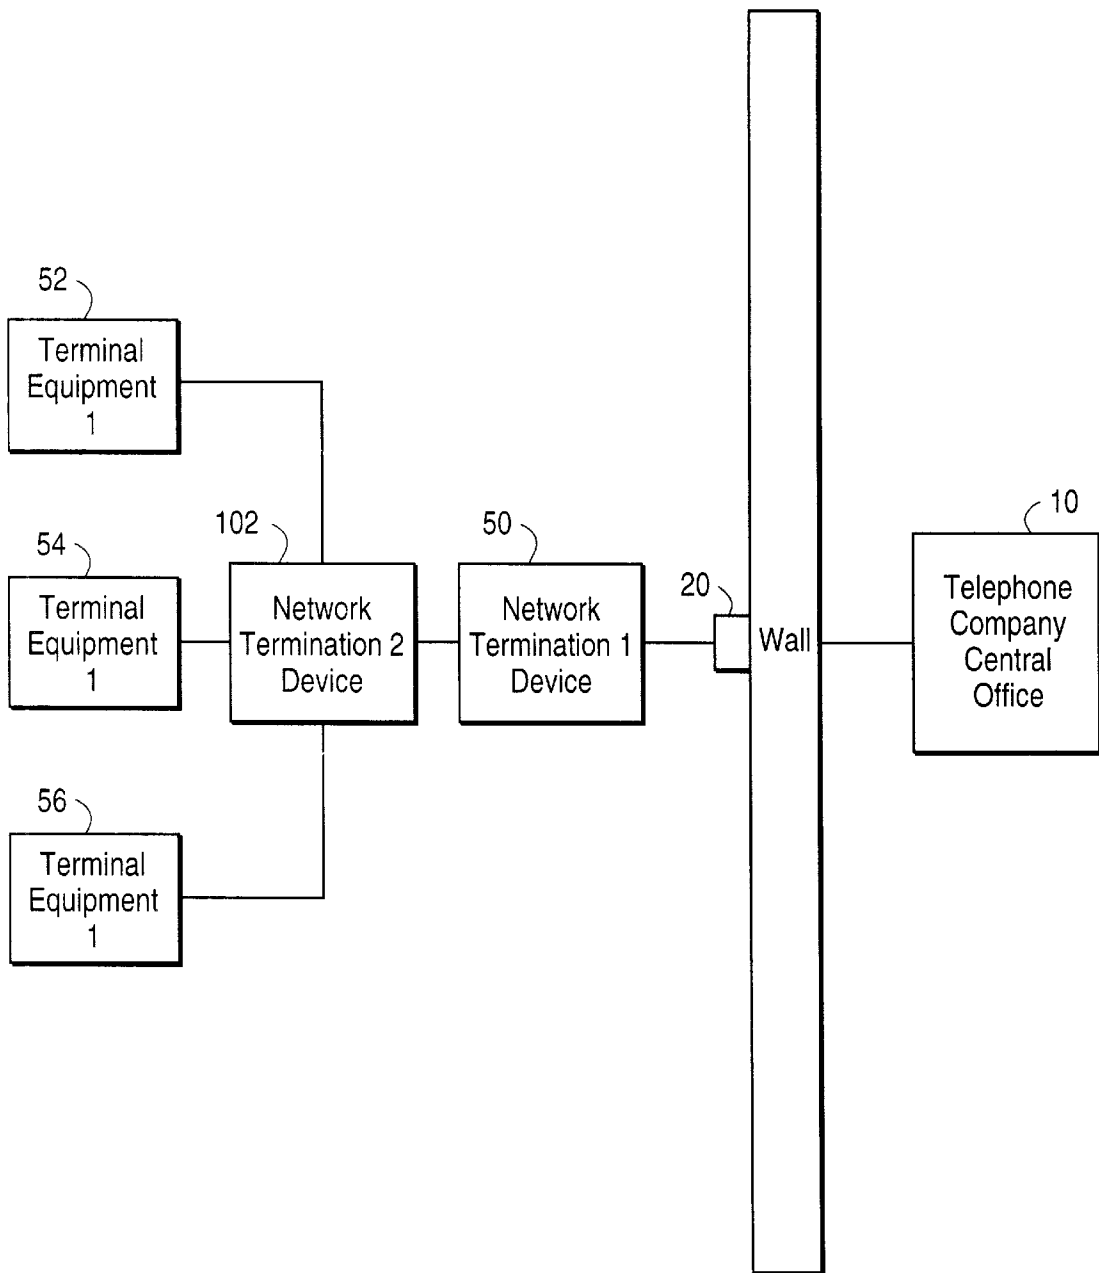 52
Terminal
Equipment
1
54
Terminal
Equipment
1
56
Terminal
Equipment
1
102
Network
Termination 2
Device
50
Network
Termination 1
Device
20
Wall
10
Telephone
Company
Central
Office